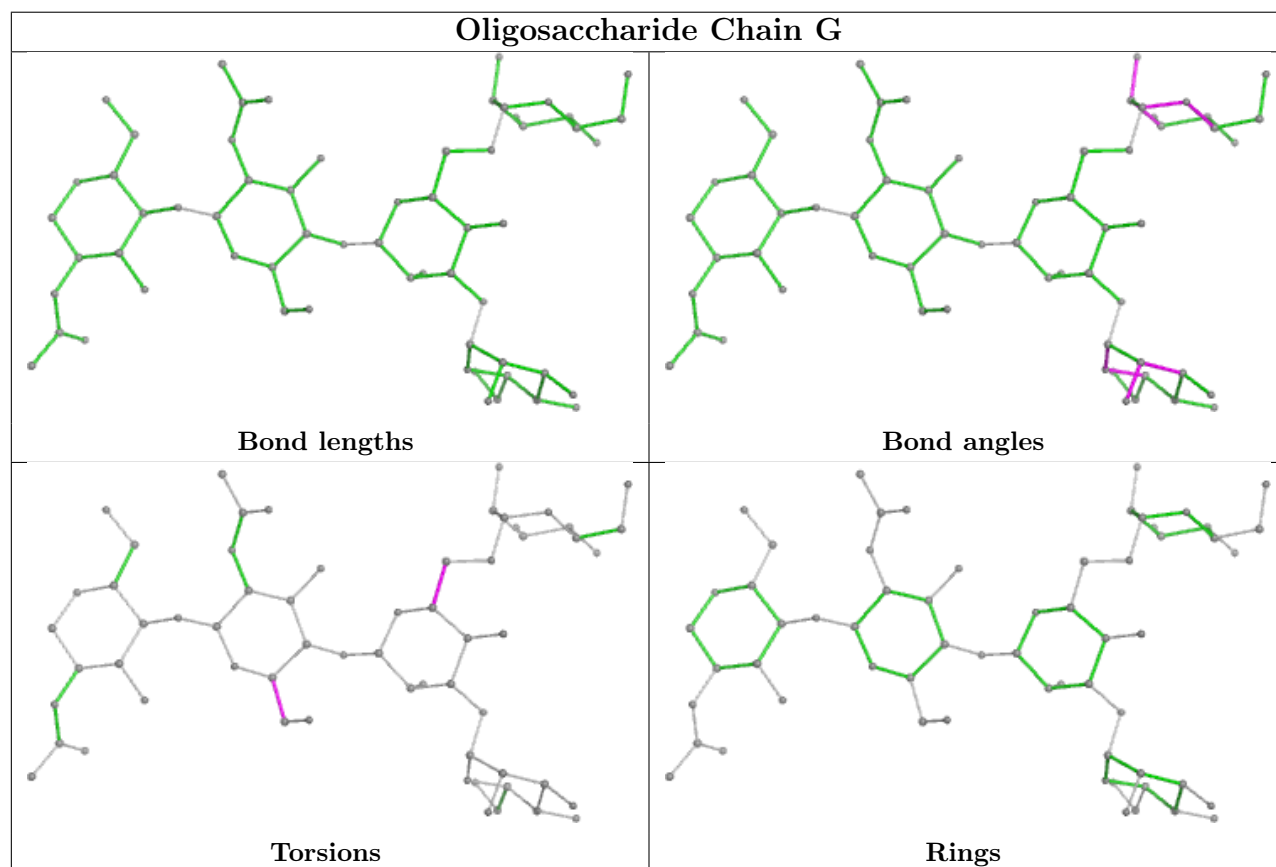 Oligosaccharide Chain G
Bond lengths
Bond angles
Torsions
Rings